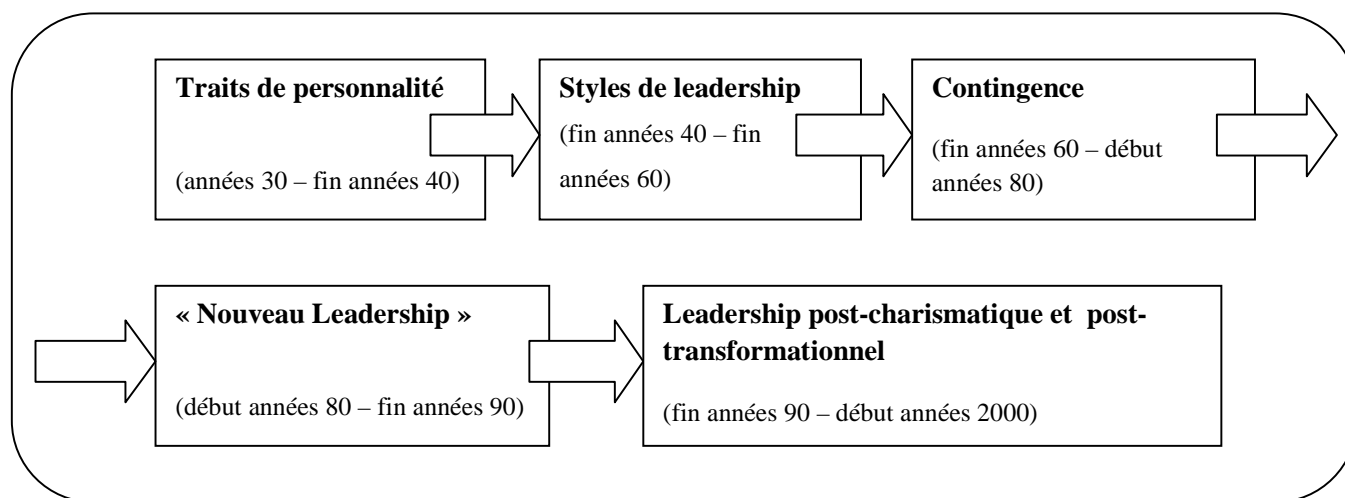 Traits de personnalité
(années 30 – fin années 40)
Styles de leadership
(fin années 40 – fin
années 60)
Contingence
(fin années 60 – début
années 80)
« Nouveau Leadership »
(début années 80 – fin années 90)
Leadership post-charismatique et post-
transformationnel
(fin années 90 – début années 2000)